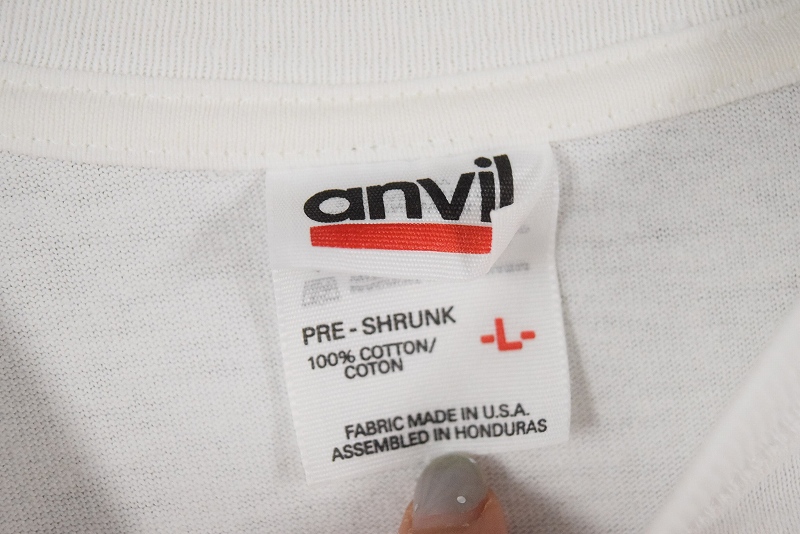 anvil
PRE-SHRUNK
100% COTTON/
COTON
-L-
FABRIC MADE IN U.S.A.
ASSEMBLED IN HONDURAS